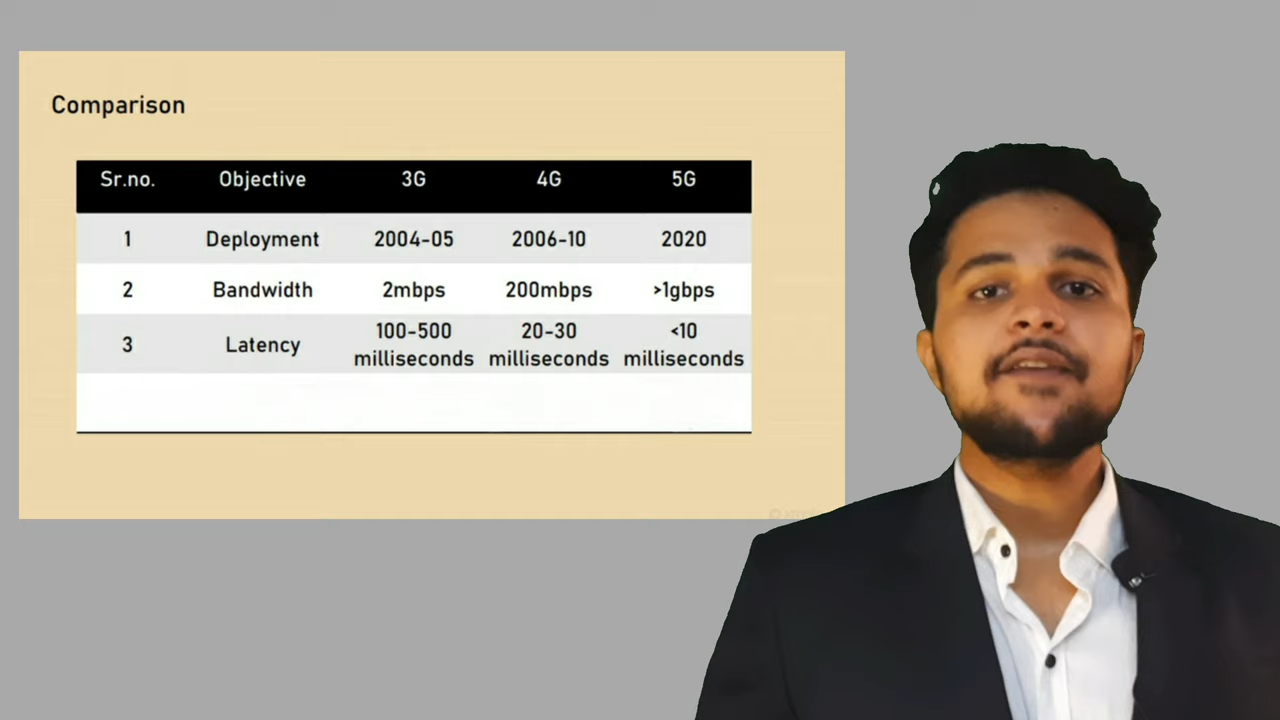 Comparison
Sr.no. Objective 3G 4G 5G
1 Deployment 2004-05 2006-10 2020
2 Bandwidth 2mbps 200mbps >1gbps
3 Latency 100-500 milliseconds 20-30 milliseconds <10 milliseconds